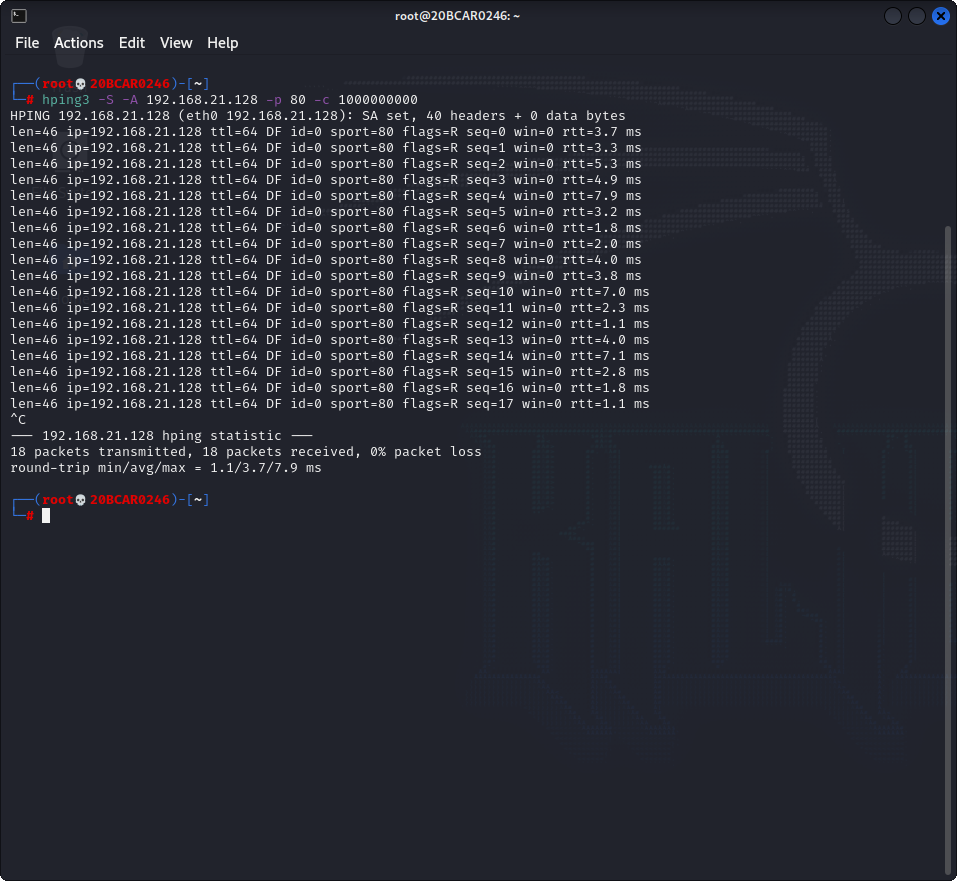 root@20BCAR0246: ~
File Actions Edit View Help
┌──(root💀20BCAR0246)-[~]
└─# hping3 -S -A 192.168.21.128 -p 80 -c 1000000000
HPING 192.168.21.128 (eth0 192.168.21.128): SA set, 40 headers + 0 data bytes
len=46 ip=192.168.21.128 ttl=64 DF id=0 sport=80 flags=R seq=0 win=0 rtt=3.7 ms
len=46 ip=192.168.21.128 ttl=64 DF id=0 sport=80 flags=R seq=1 win=0 rtt=3.3 ms
len=46 ip=192.168.21.128 ttl=64 DF id=0 sport=80 flags=R seq=2 win=0 rtt=5.3 ms
len=46 ip=192.168.21.128 ttl=64 DF id=0 sport=80 flags=R seq=3 win=0 rtt=4.9 ms
len=46 ip=192.168.21.128 ttl=64 DF id=0 sport=80 flags=R seq=4 win=0 rtt=7.9 ms
len=46 ip=192.168.21.128 ttl=64 DF id=0 sport=80 flags=R seq=5 win=0 rtt=3.2 ms
len=46 ip=192.168.21.128 ttl=64 DF id=0 sport=80 flags=R seq=6 win=0 rtt=1.8 ms
len=46 ip=192.168.21.128 ttl=64 DF id=0 sport=80 flags=R seq=7 win=0 rtt=2.0 ms
len=46 ip=192.168.21.128 ttl=64 DF id=0 sport=80 flags=R seq=8 win=0 rtt=4.0 ms
len=46 ip=192.168.21.128 ttl=64 DF id=0 sport=80 flags=R seq=9 win=0 rtt=3.8 ms
len=46 ip=192.168.21.128 ttl=64 DF id=0 sport=80 flags=R seq=10 win=0 rtt=7.0 ms
len=46 ip=192.168.21.128 ttl=64 DF id=0 sport=80 flags=R seq=11 win=0 rtt=2.3 ms
len=46 ip=192.168.21.128 ttl=64 DF id=0 sport=80 flags=R seq=12 win=0 rtt=1.1 ms
len=46 ip=192.168.21.128 ttl=64 DF id=0 sport=80 flags=R seq=13 win=0 rtt=4.0 ms
len=46 ip=192.168.21.128 ttl=64 DF id=0 sport=80 flags=R seq=14 win=0 rtt=7.1 ms
len=46 ip=192.168.21.128 ttl=64 DF id=0 sport=80 flags=R seq=15 win=0 rtt=2.8 ms
len=46 ip=192.168.21.128 ttl=64 DF id=0 sport=80 flags=R seq=16 win=0 rtt=1.8 ms
len=46 ip=192.168.21.128 ttl=64 DF id=0 sport=80 flags=R seq=17 win=0 rtt=1.1 ms
^C
--- 192.168.21.128 hping statistic ---
18 packets transmitted, 18 packets received, 0% packet loss
round-trip min/avg/max = 1.1/3.7/7.9 ms
┌──(root💀20BCAR0246)-[~]
└─#